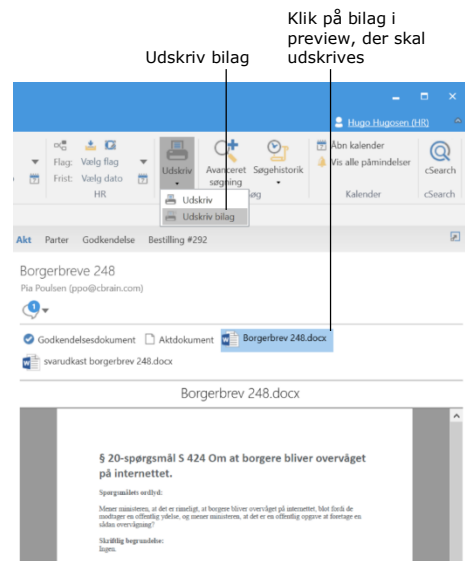 Klik på bilag i
preview, der skal
udskrives
Udskriv bilag
Hugo Hugosen (HR)
Flag: Vælg flag
Frist: Vælg dato
HR
Udskriv
Avanceret
søgning
Søgehistorik
Åbn kalender
Vis alle påmindelser
Kalender
cSearch
cSearch
Udskriv
Udskriv bilag
Akt Parter Godkendelse Bestilling #292
Borgerbreve 248
Pia Poulsen (ppo@cbrain.com)
1
Godkendelsesdokument Aktdokument Borgerbrev 248.docx
svarudkast borgerbrev 248.docx
Borgerbrev 248.docx
§ 20-spørgsmål S 424 Om at borgere bliver overvåget
på internettet.
Spørgsmålets ordlyd:
Mener ministeren, at det er rimeligt, at borgere bliver overvåget på internettet, blot fordi de
modtager en offentlig ydelse, og mener ministeren, at det er en offentlig opgave at foretage en
sådan overvågning?
Skriftlig begrundelse:
Ingen.